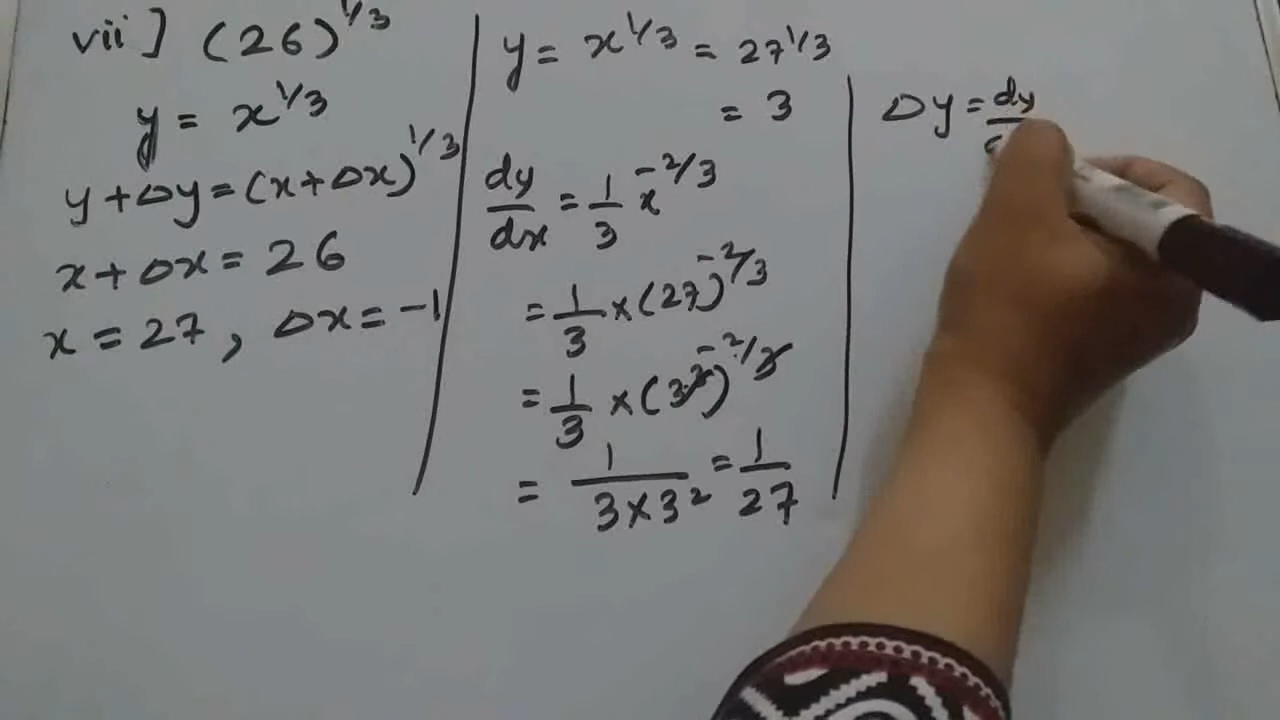 vii] (26)^1/3
y = x^1/3
y+Δy=(x+Δx)^1/3
x+Δx=26
x=27, Δx=-1
y= x^1/3 = 27^1/3
= 3
dy/dx = 1/3 x^-2/3
= 1/3 × (27)^-2/3
= 1/3 × (3^3)^-2/3
= 1/(3×3^2) = 1/27
Δy = dy